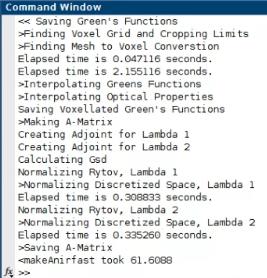 Command Window
<< Saving Green's Functions
>Finding Voxel Grid and Cropping Limits
>Finding Mesh to Voxel Converstion
Elapsed time is 0.047116 seconds.
Elapsed time is 2.155116 seconds.
>Interpolating Greens Functions
>Interpolating Optical Properties
Saving Voxellated Green's Functions
>Making A-Matrix
Creating Adjoint for Lambda 1
Creating Adjoint for Lambda 2
Calculating Gsd
Normalizing Rytov, Lambda 1
>Normalizing Discretized Space, Lambda 1
Elapsed time is 0.308833 seconds.
Normalizing Rytov, Lambda 2
>Normalizing Discretized Space, Lambda 2
Elapsed time is 0.335260 seconds.
>Saving A-Matrix
<makeAnirfast took 61.6088
fx >>